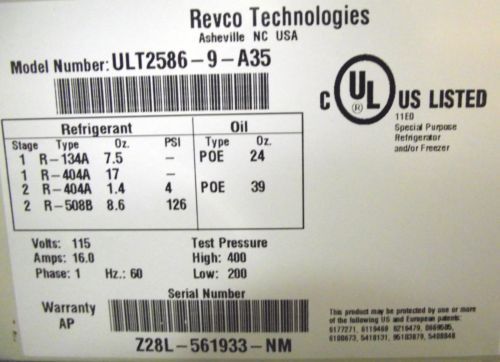 Revco Technologies
Asheville NC USA
Model Number: ULT2586-9-A35
C UL® US LISTED
11E0
Special Purpose
Refrigerator
and/or Freezer
Refrigerant Oil
Stage Type Oz. PSI Type Oz.
1 R-134A 7.5 - POE 24
1 R-404A 17 -
2 R-404A 1.4 4 POE 39
2 R-508B 8.6 126
Volts: 115 Test Pressure
Amps: 16.0 High: 400
Phase: 1 Hz.: 60 Low: 200
Serial Number
Warranty
AP
Z28L-561933-NM
This product may be protected by one or more
of the following US and European patents:
6177271, 6119469 6219479,